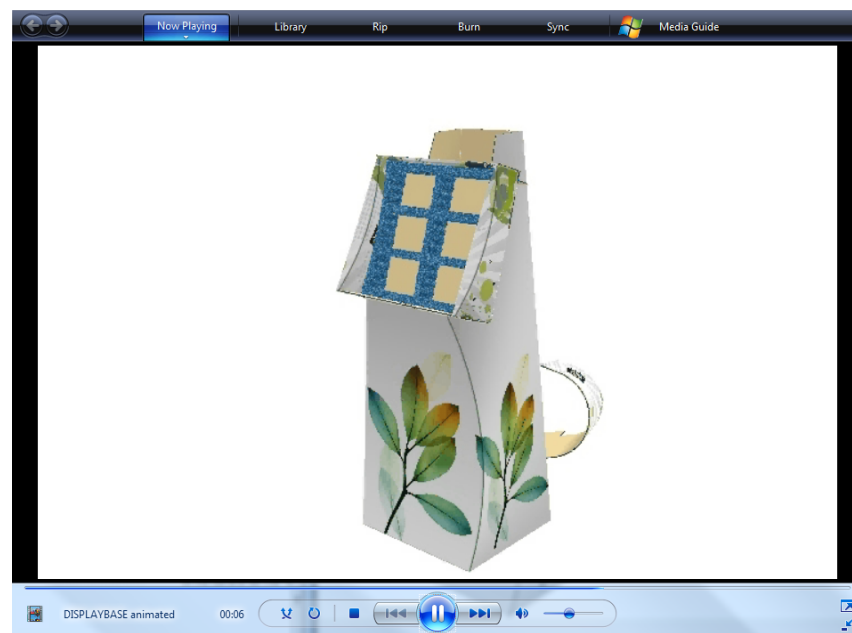 Now Playing Library Rip Burn Sync Media Guide
DISPLAYBASE animated 00:06